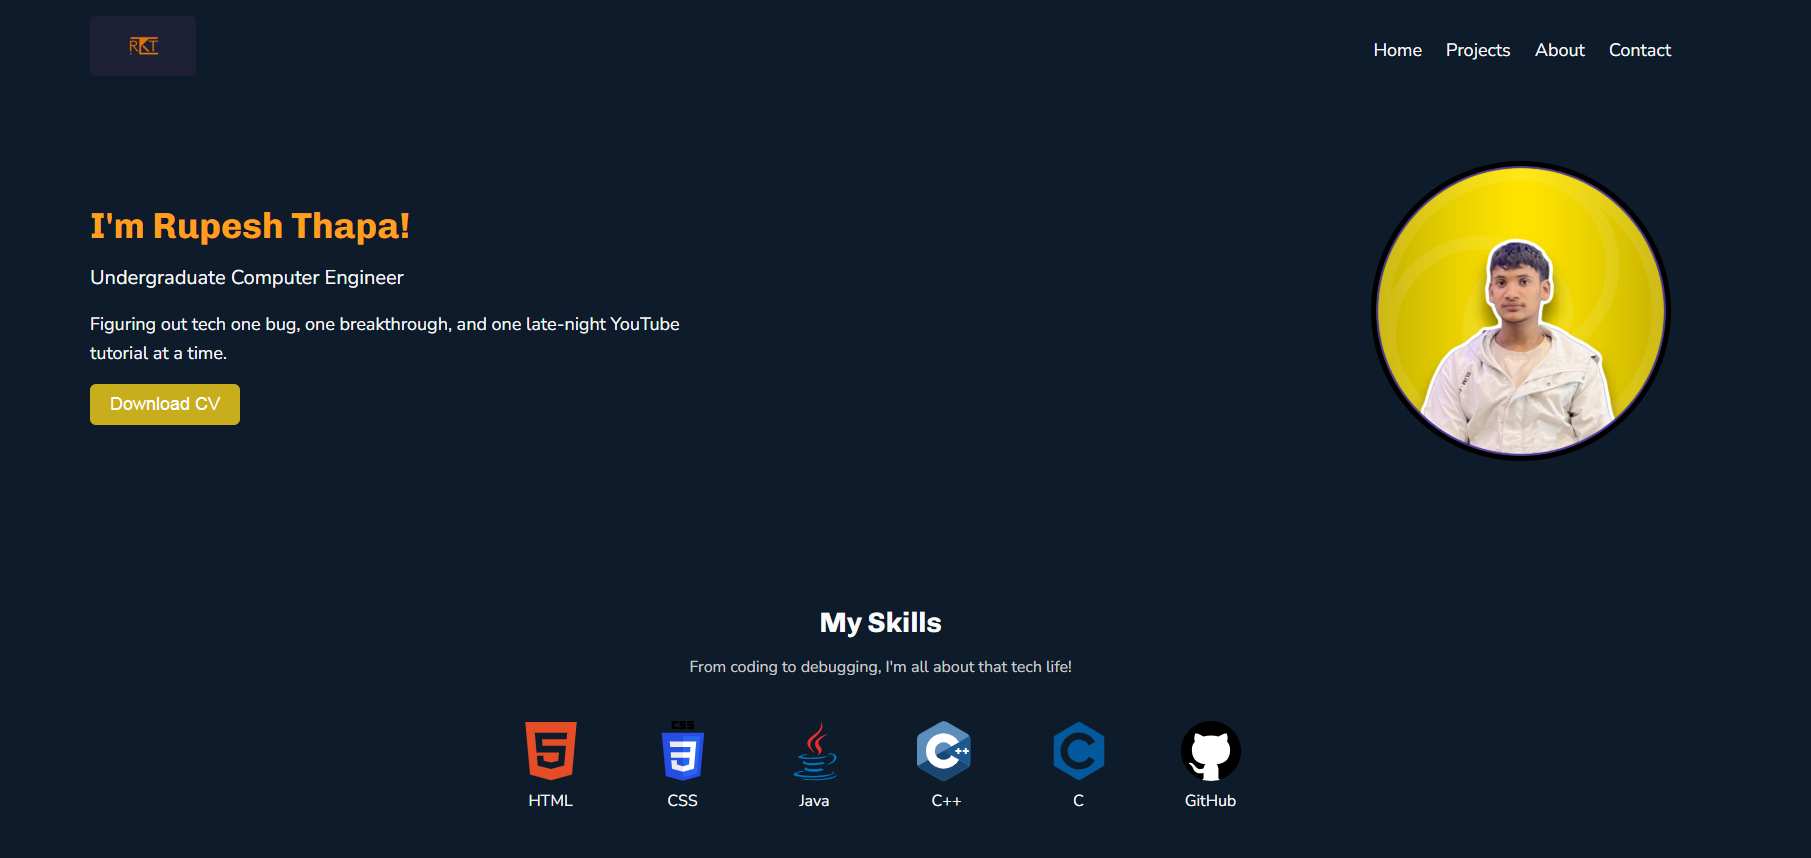 RKT
Home Projects About Contact
I'm Rupesh Thapa!
Undergraduate Computer Engineer
Figuring out tech one bug, one breakthrough, and one late-night YouTube
tutorial at a time.
Download CV
My Skills
From coding to debugging, I'm all about that tech life!
CSS
HTML CSS Java C++ C GitHub